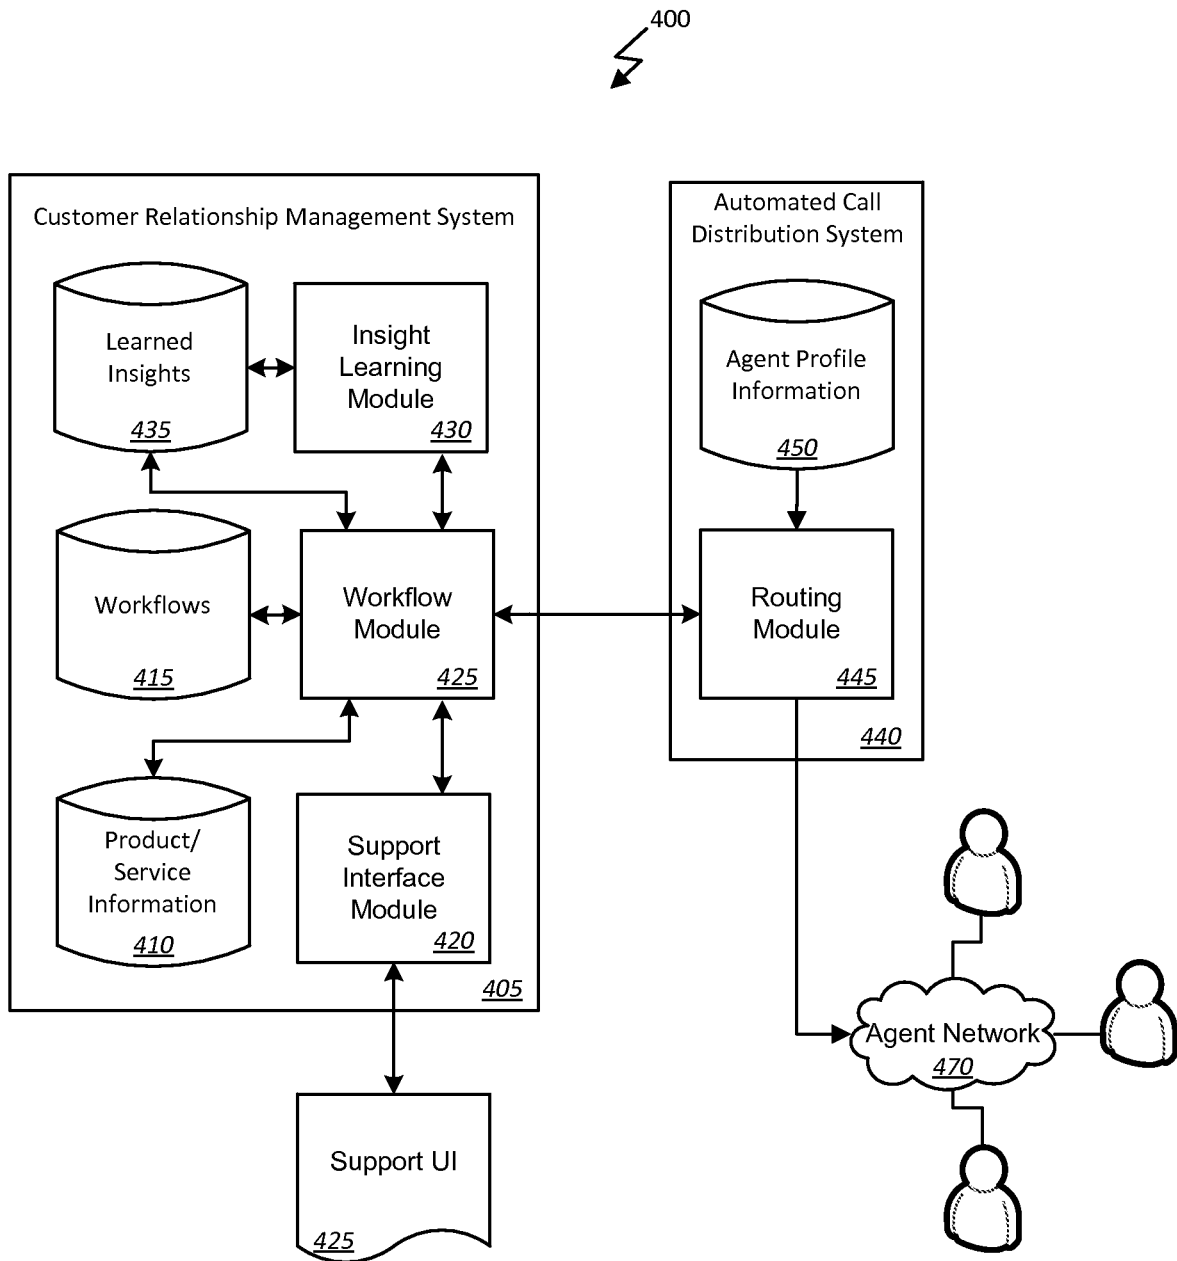 400
Customer Relationship Management System
Learned
Insights
435
Insight
Learning
Module
430
Workflows
415
Workflow
Module
425
Product/
Service
Information
410
Support
Interface
Module
420
405
Support UI
425
Automated Call
Distribution System
Agent Profile
Information
450
Routing
Module
445
440
Agent Network
470